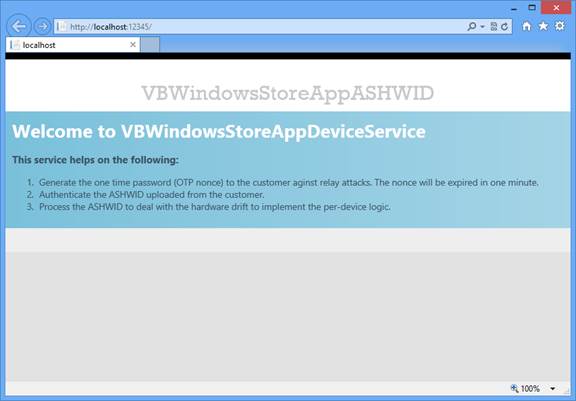 http://localhost:12345/
localhost
VBWindowsStoreAppASHWID
Welcome to VBWindowsStoreAppDeviceService
This service helps on the following:
1. Generate the one time password (OTP nonce) to the customer aginst relay attacks. The nonce will be expired in one minute.
2. Authenticate the ASHWID uploaded from the customer.
3. Process the ASHWID to deal with the hardware drift to implement the per-device logic.
100%